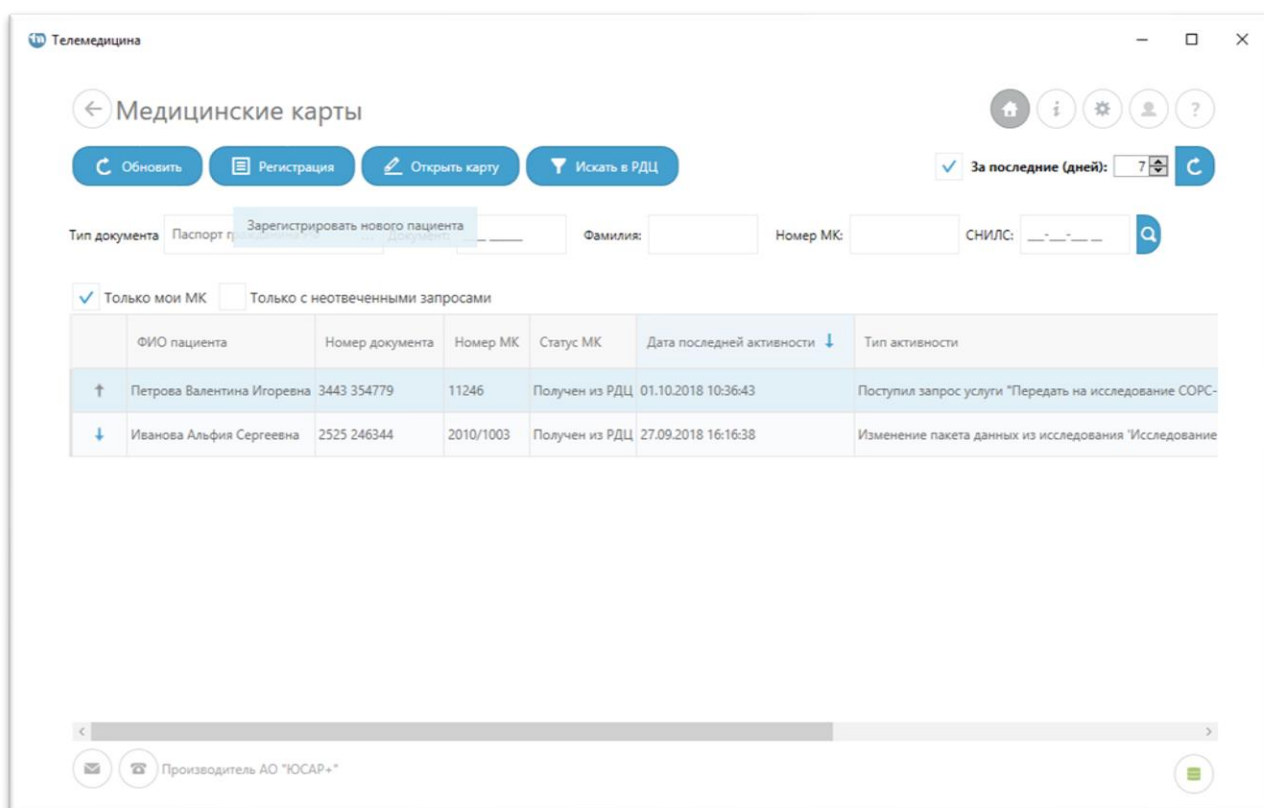 Телемедицина
Медицинские карты
Обновить Регистрация Открыть карту Искать в РДЦ За последние (дней): 7
Зарегистрировать нового пациента
Тип документа Паспорт Фамилия: Номер МК: СНИЛС: __-__-__ __
Только мои МК Только с неотвеченными запросами
ФИО пациента Номер документа Номер МК Статус МК Дата последней активности Тип активности
Петрова Валентина Игоревна 3443 354779 11246 Получен из РДЦ 01.10.2018 10:36:43 Поступил запрос услуги "Передать на исследование СОРС-
Иванова Альфия Сергеевна 2525 246344 2010/1003 Получен из РДЦ 27.09.2018 16:16:38 Изменение пакета данных из исследования 'Исследование
Производитель АО "ЮСАР+"